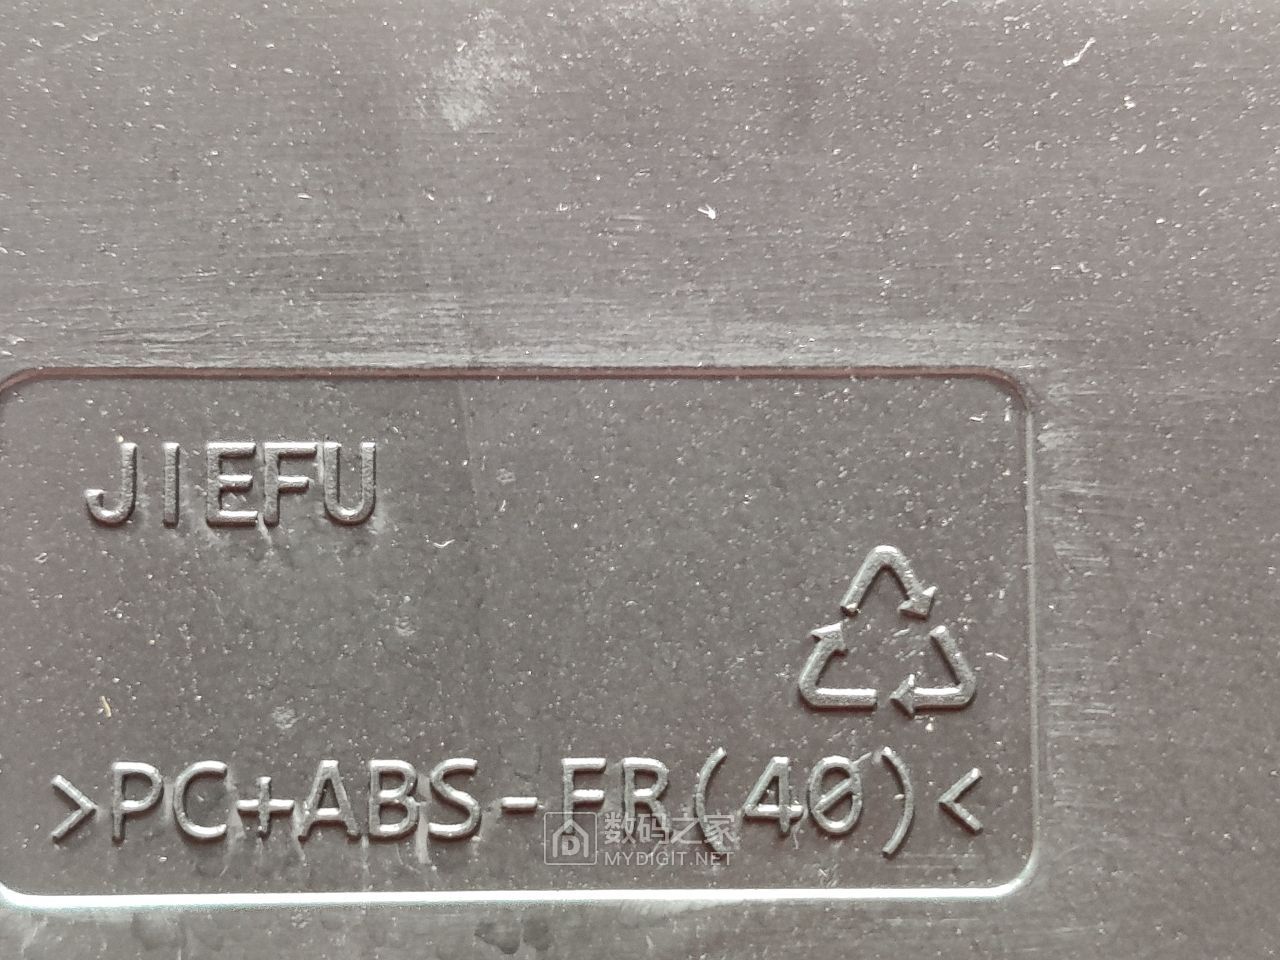 JIEFU
>PC+ABS-FR(40)<
数码之家
MYDIGIT.NET